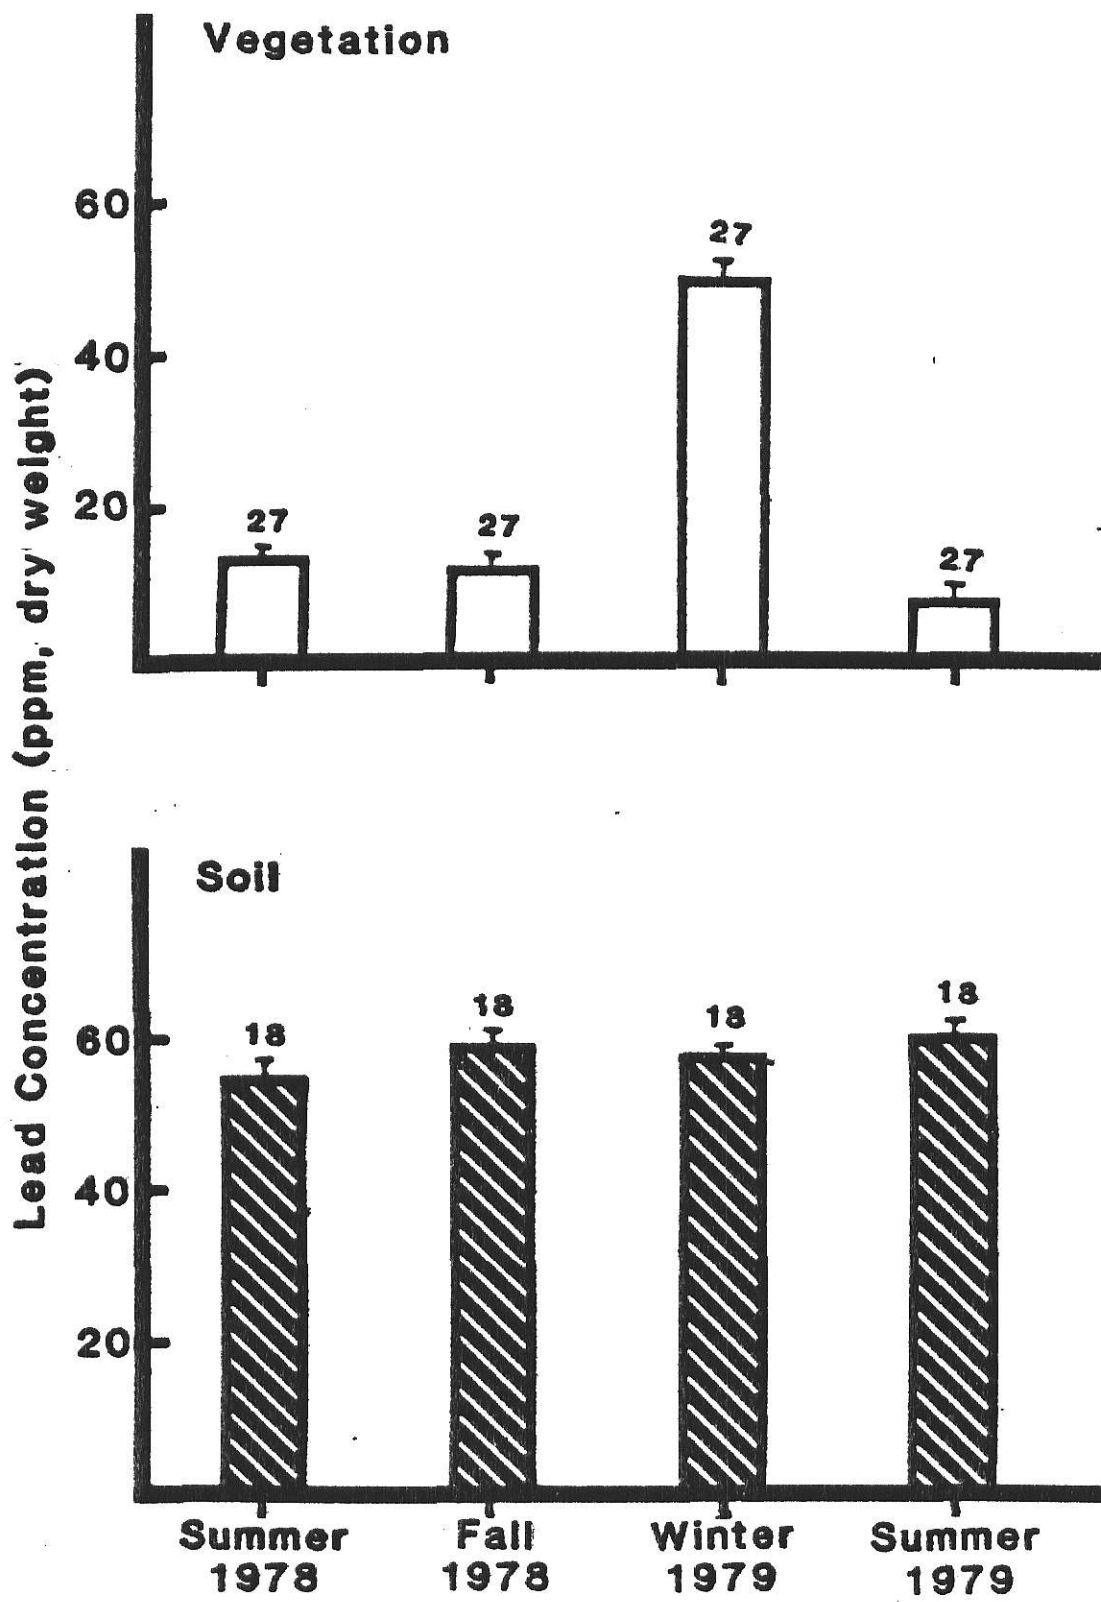 Vegetation
Lead Concentration (ppm, dry weight)
60
40
20
27
27
27
27
Soil
60
40
20
18
18
18
18
Summer
1978
Fall
1978
Winter
1979
Summer
1979